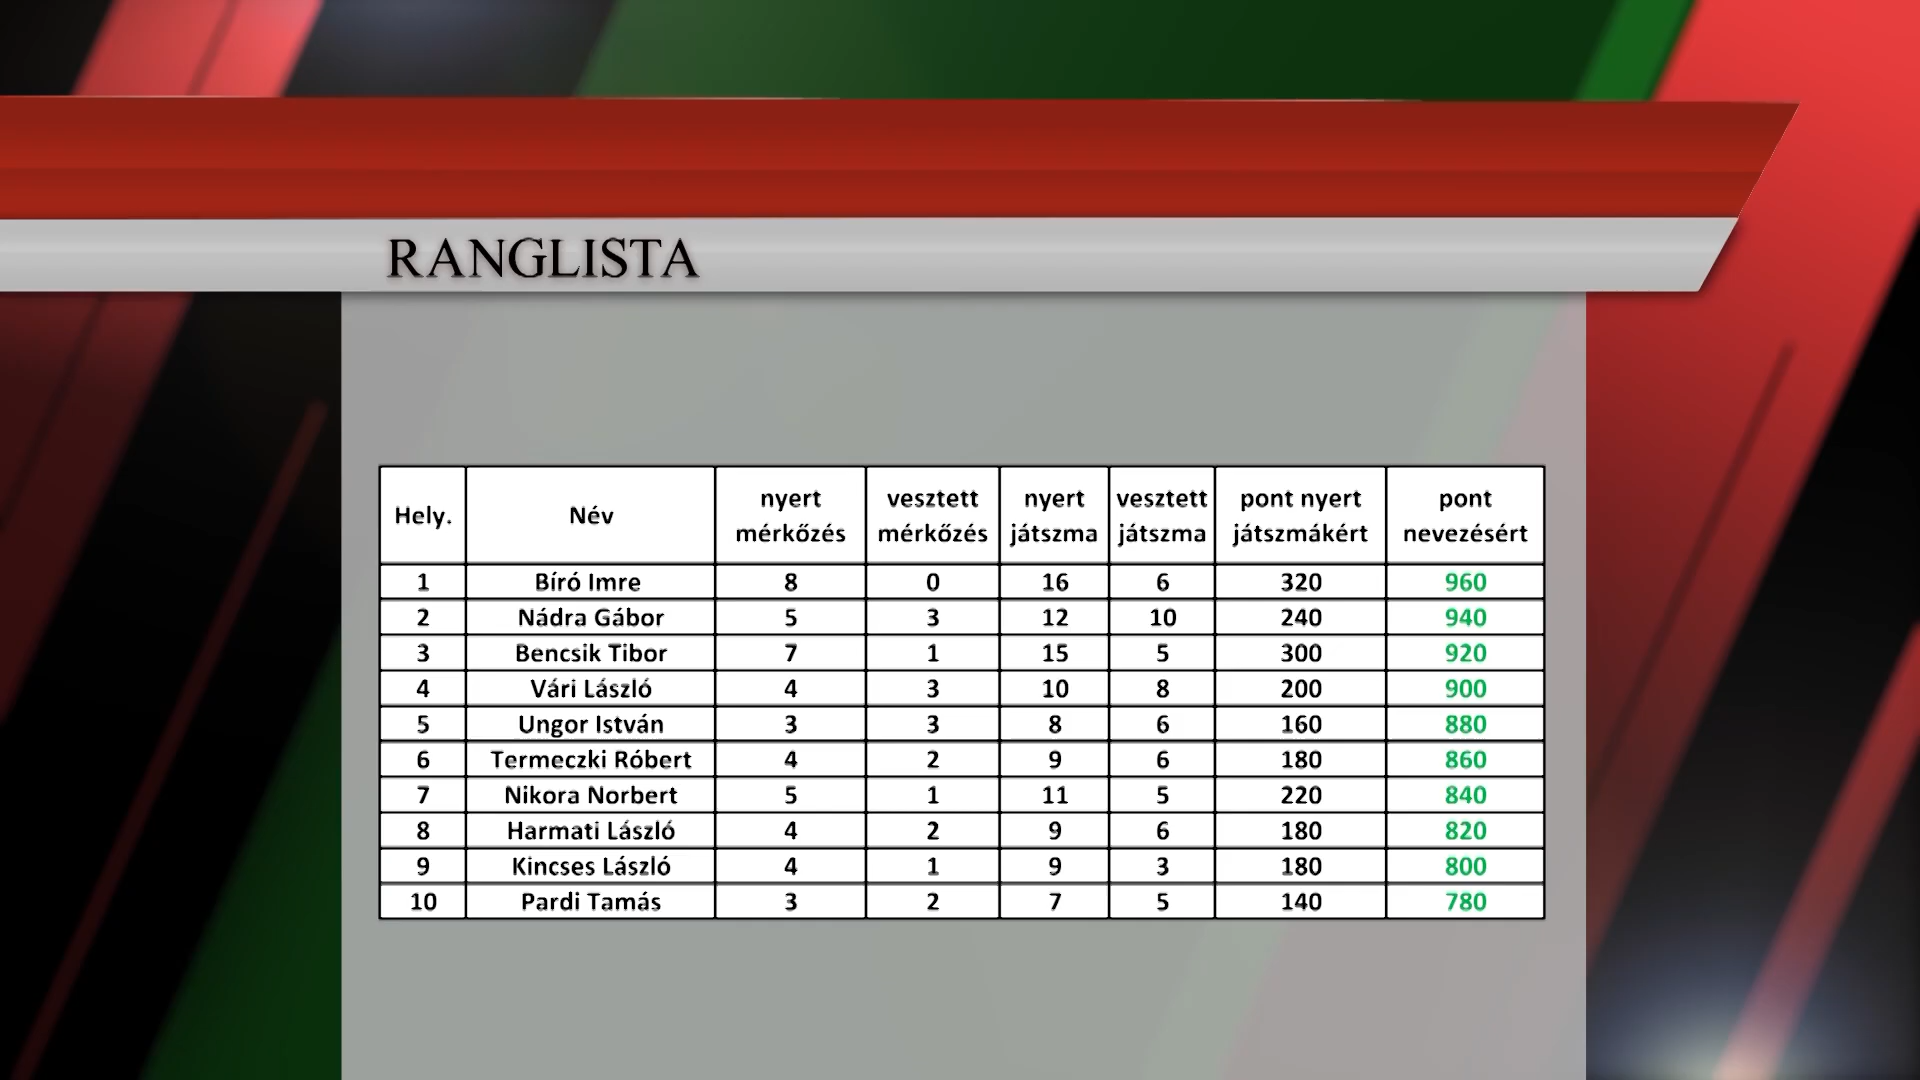 RANGLISTA
Hely. Név nyert mérkőzés vesztett mérkőzés nyert játszma vesztett játszma pont nyert játszmákért pont nevezésért
1 Bíró Imre 8 0 16 6 320 960
2 Nádra Gábor 5 3 12 10 240 940
3 Bencsik Tibor 7 1 15 5 300 920
4 Vári László 4 3 10 8 200 900
5 Ungor István 3 3 8 6 160 880
6 Termeczki Róbert 4 2 9 6 180 860
7 Nikora Norbert 5 1 11 5 220 840
8 Harmati László 4 2 9 6 180 820
9 Kincses László 4 1 9 3 180 800
10 Pardi Tamás 3 2 7 5 140 780